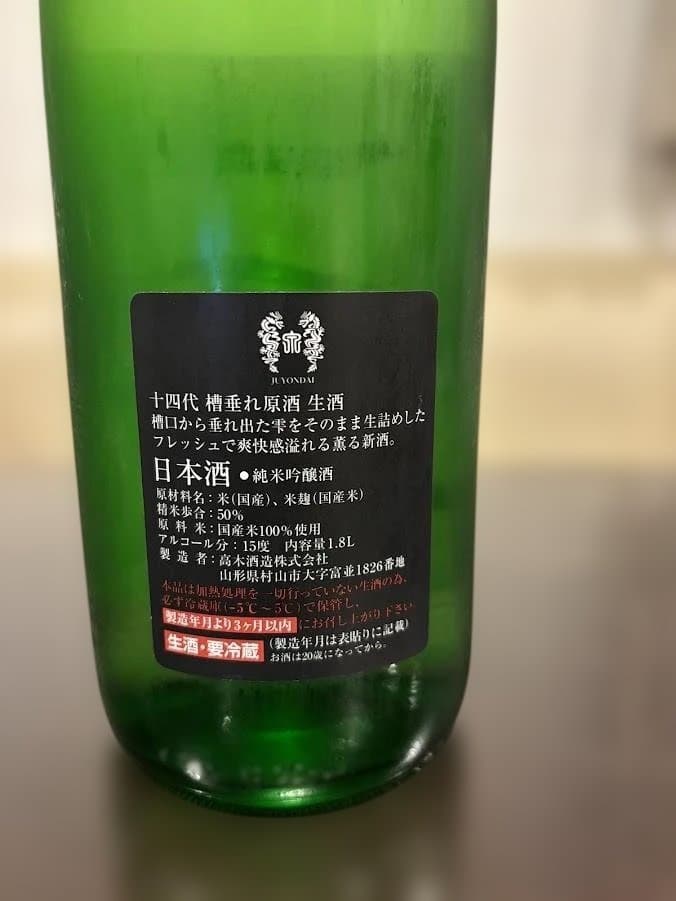 JUYONDAI
十四代 槽垂れ原酒 生酒
槽口から垂れ出た雫をそのまま生詰めした
フレッシュで爽快感溢れる薫る新酒。
日本酒 ●純米吟醸酒
原材料名：米(国産)、米麹(国産米)
精米歩合：50%
原 料 米：国産米100%使用
アルコール分：15度 内容量1.8L
製 造 者：高木酒造株式会社
山形県村山市大字富並1826番地
本品は加熱処理を一切行っていない生酒の為、
必ず冷蔵庫(-5℃～5℃)で保管し、
製造年月より3ヶ月以内にお召し上がり下さい
生酒・要冷蔵 (製造年月は表貼りに記載)
お酒は20歳になってから。